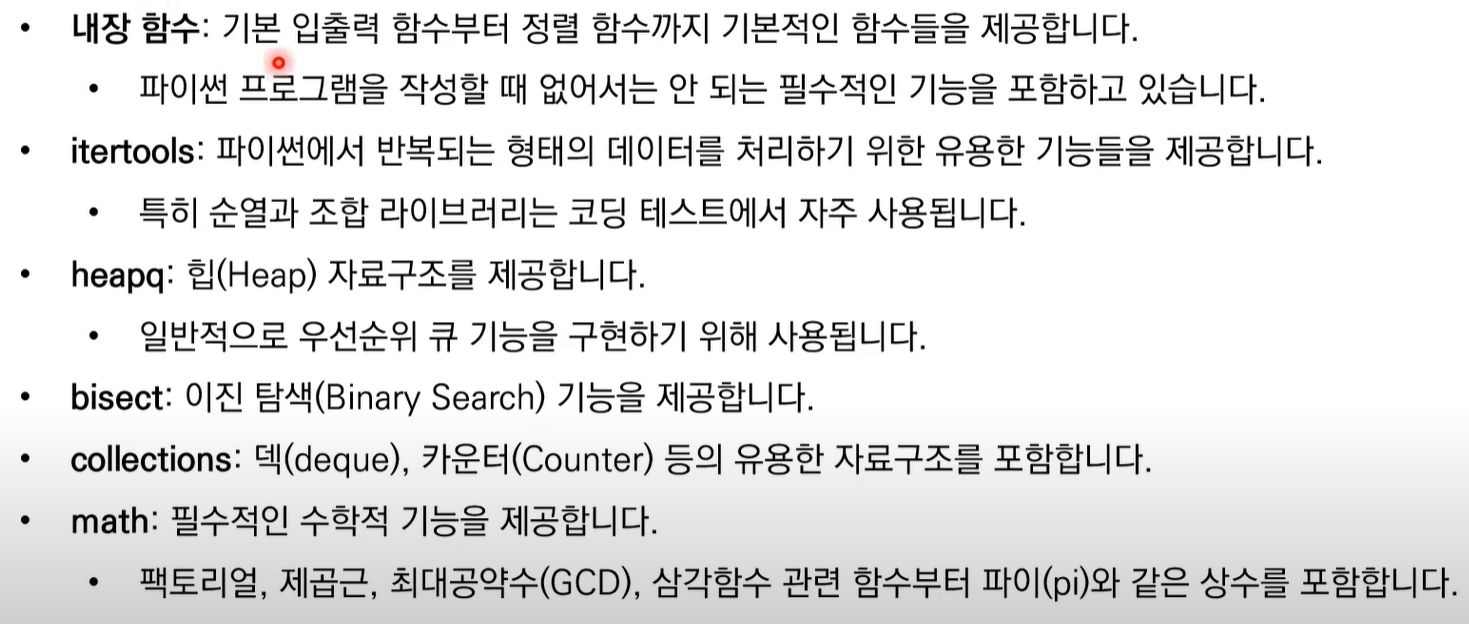 • 내장 함수: 기본 입출력 함수부터 정렬 함수까지 기본적인 함수들을 제공합니다.
• 파이썬 프로그램을 작성할 때 없어서는 안 되는 필수적인 기능을 포함하고 있습니다.
• itertools: 파이썬에서 반복되는 형태의 데이터를 처리하기 위한 유용한 기능들을 제공합니다.
• 특히 순열과 조합 라이브러리는 코딩 테스트에서 자주 사용됩니다.
• heapq: 힙(Heap) 자료구조를 제공합니다.
• 일반적으로 우선순위 큐 기능을 구현하기 위해 사용됩니다.
• bisect: 이진 탐색(Binary Search) 기능을 제공합니다.
• collections: 덱(deque), 카운터(Counter) 등의 유용한 자료구조를 포함합니다.
• math: 필수적인 수학적 기능을 제공합니다.
• 팩토리얼, 제곱근, 최대공약수(GCD), 삼각함수 관련 함수부터 파이(pi)와 같은 상수를 포함합니다.